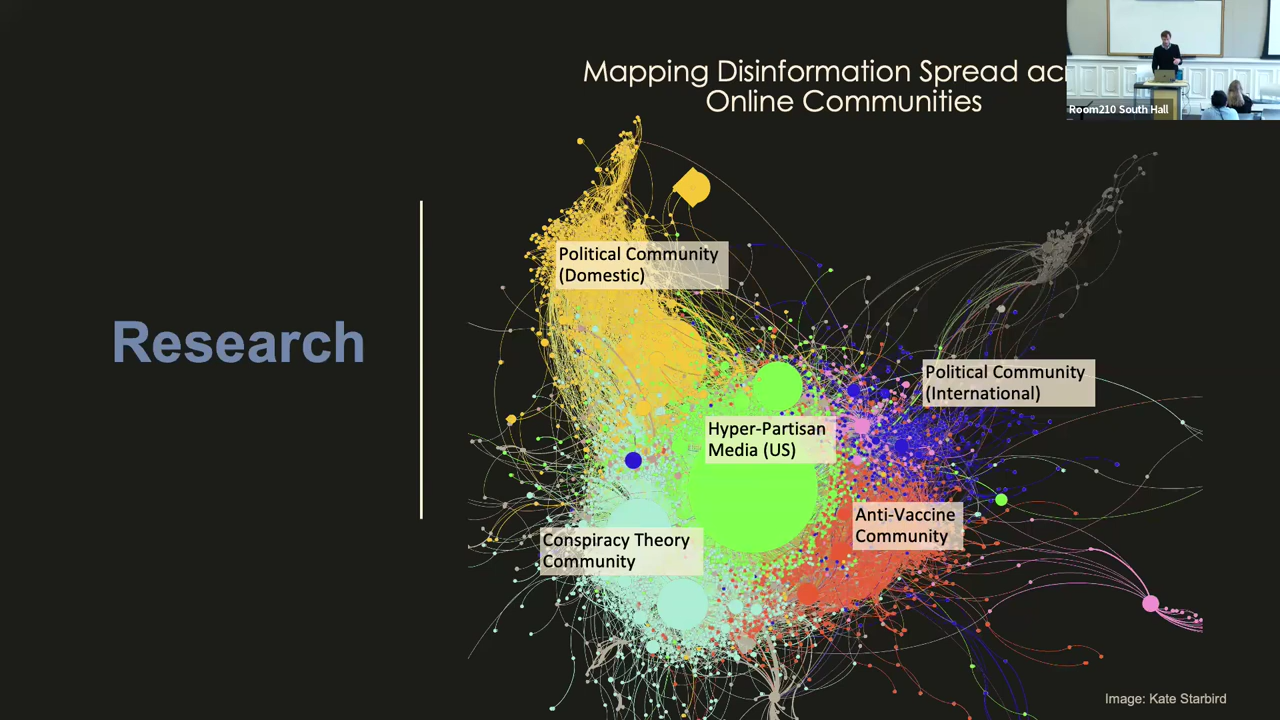 Mapping Disinformation Spread
Online Communities
Room210 South Hall
Research
Political Community
(Domestic)
Political Community
(International)
Hyper-Partisan
Media (US)
Anti-Vaccine
Community
Conspiracy Theory
Community
Image: Kate Starbird